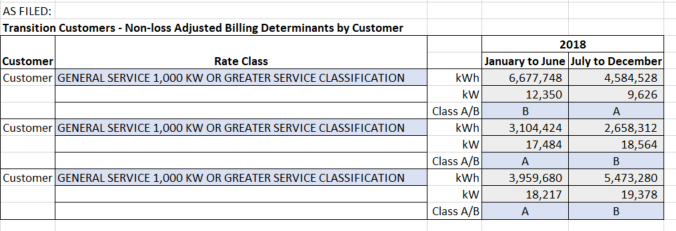 AS FILED:
Transition Customers - Non-loss Adjusted Billing Determinants by Customer
2018
Customer Rate Class January to June July to December
Customer GENERAL SERVICE 1,000 KW OR GREATER SERVICE CLASSIFICATION kWh 6,677,748 4,584,528
kW 12,350 9,626
Class A/B B A
Customer GENERAL SERVICE 1,000 KW OR GREATER SERVICE CLASSIFICATION kWh 3,104,424 2,658,312
kW 17,484 18,564
Class A/B A B
Customer GENERAL SERVICE 1,000 KW OR GREATER SERVICE CLASSIFICATION kWh 3,959,680 5,473,280
kW 18,217 19,378
Class A/B A B